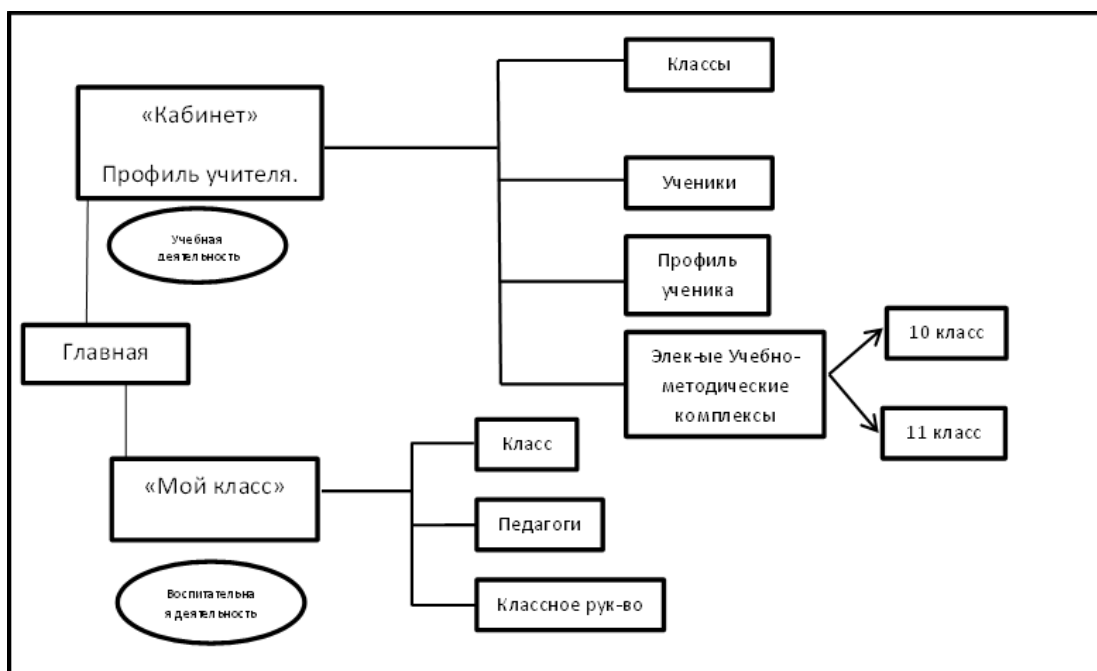 «Кабинет»
Профиль учителя.
Учебная
деятельность
Главная
«Мой класс»
Воспитательна
я деятельность
Классы
Ученики
Профиль
ученика
Элек-ые Учебно-
методические
комплексы
10 класс
11 класс
Класс
Педагоги
Классное рук-во